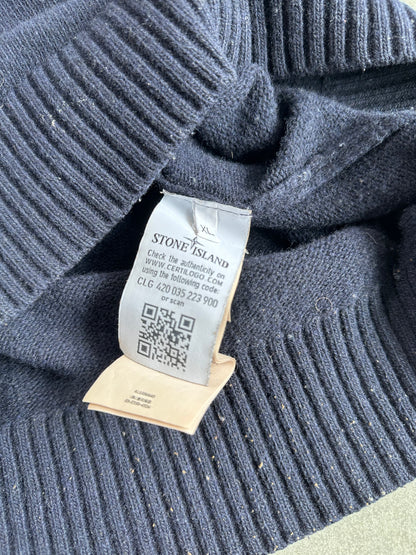 XL
STONE ISLAND
Check the authenticity on
WWW.CERTILOGO.COM
using the following code:
CLG 420 035 223 900
or scan